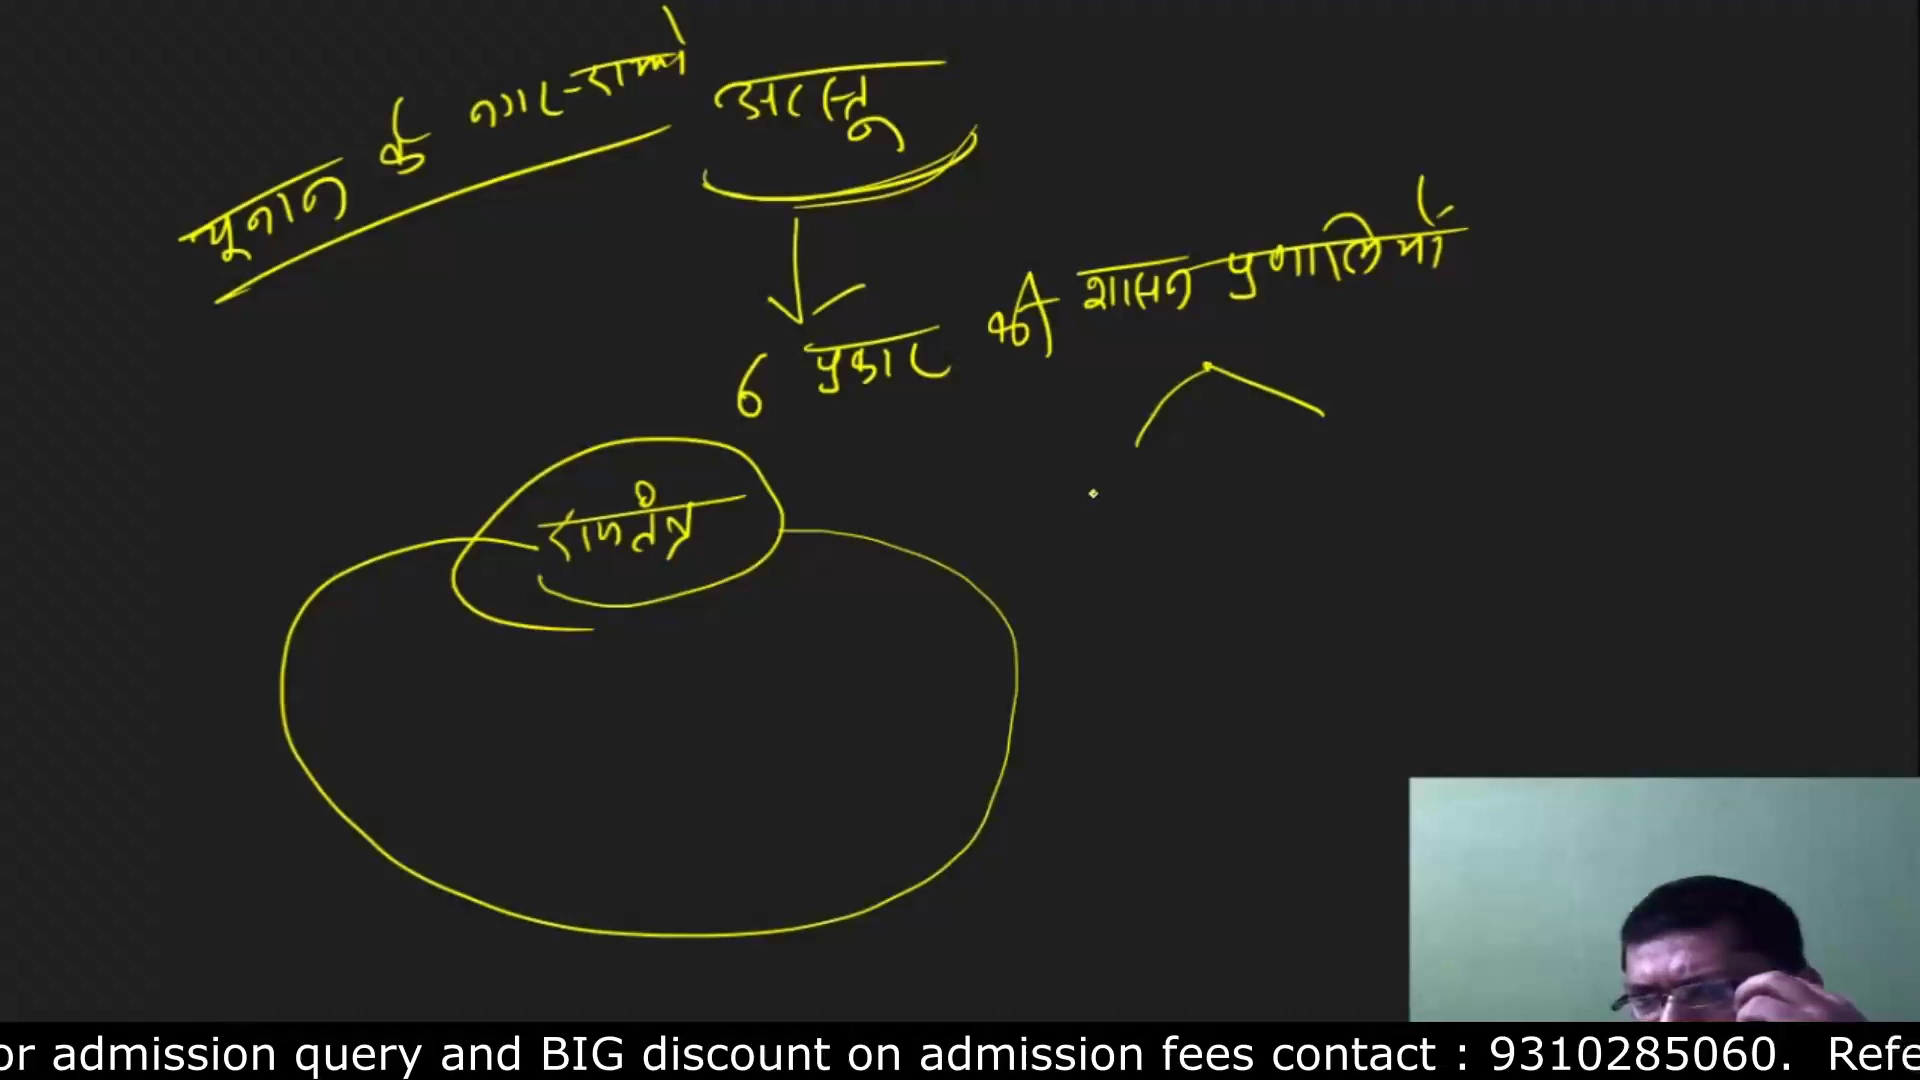 यूनान के नगर-राज्यों
अरस्तू
6 प्रकार की शासन प्रणालियाँ
राजतंत्र
or admission query and BIG discount on admission fees contact : 9310285060. Refe